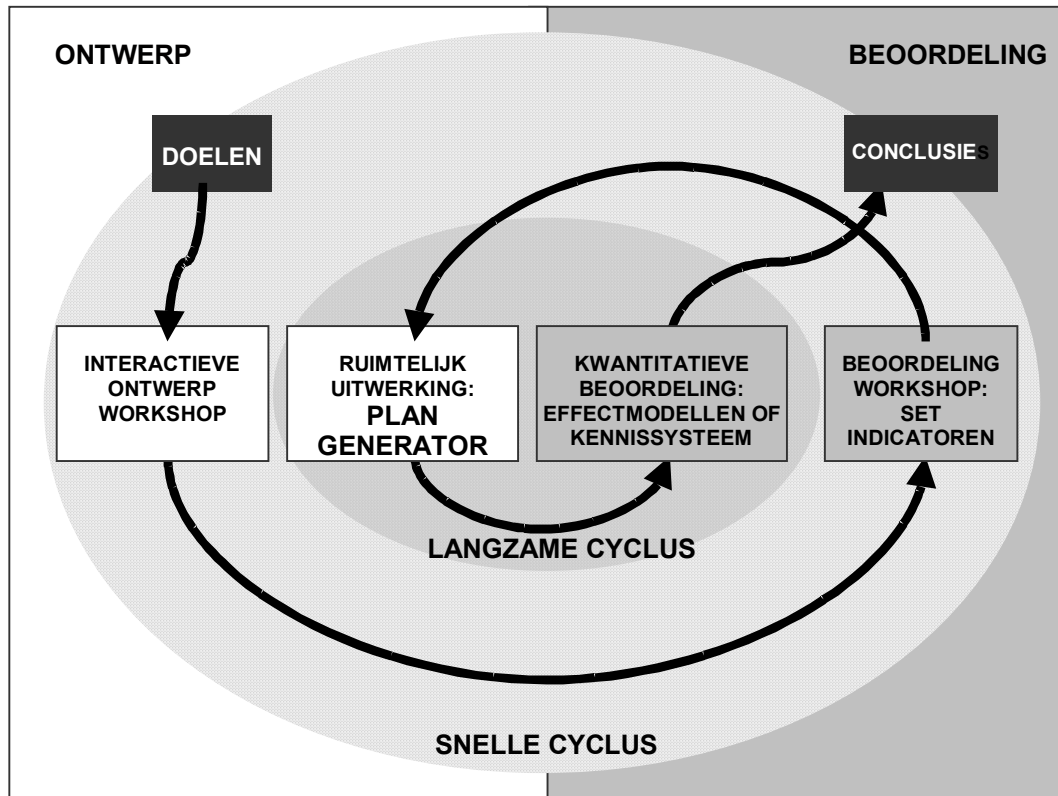 ONTWERP
BEOORDELING
DOELEN
CONCLUSIES
INTERACTIEVE
ONTWERP
WORKSHOP
RUIMTELIJK
UITWERKING:
PLAN
GENERATOR
KWANTITATIEVE
BEOORDELING:
EFFECTMODELLEN OF
KENNISSYSTEEM
BEOORDELING
WORKSHOP:
SET
INDICATOREN
LANGZAME CYCLUS
SNELLE CYCLUS